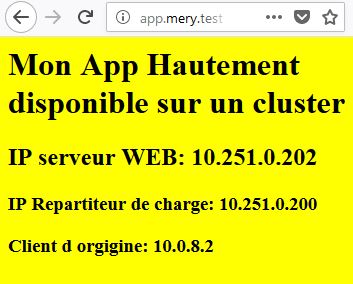 app.mery.test
Mon App Hautement
disponible sur un cluster
IP serveur WEB: 10.251.0.202
IP Repartiteur de charge: 10.251.0.200
Client d orgigine: 10.0.8.2